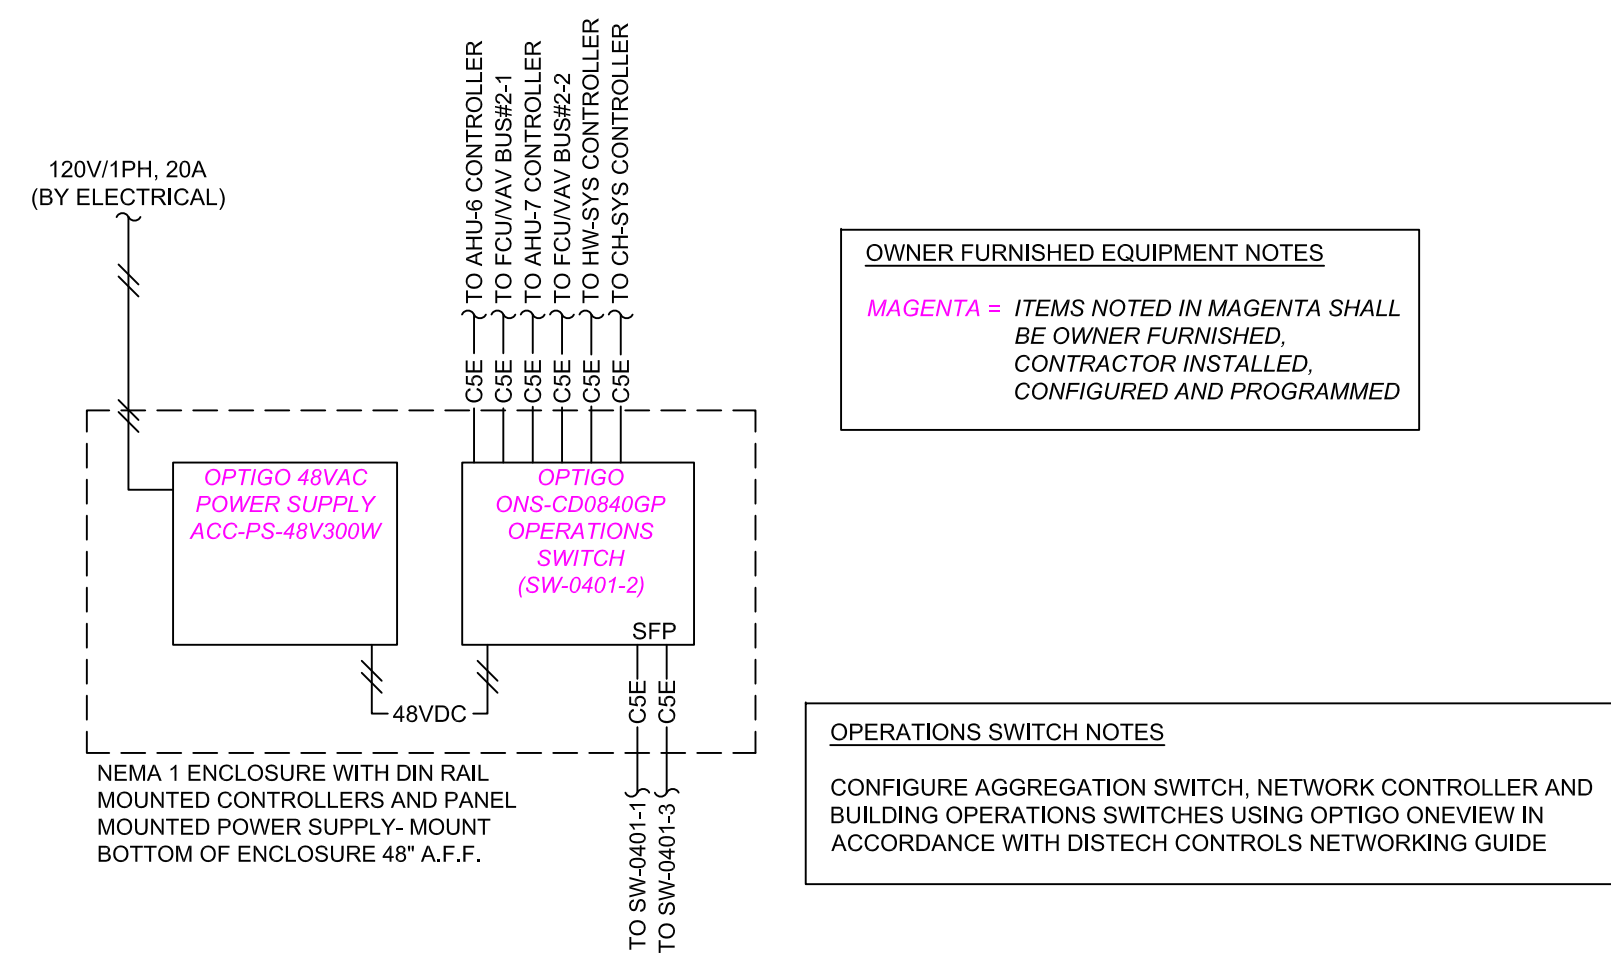 TO AHU-6 CONTROLLER
TO FCU/VAV BUS#2-1
TO AHU-7 CONTROLLER
TO FCU/VAV BUS#2-2
TO HW-SYS CONTROLLER
TO CH-SYS CONTROLLER
120V/1PH, 20A
(BY ELECTRICAL)
C5E
C5E
C5E
C5E
C5E
C5E
OPTIGO 48VAC
POWER SUPPLY
ACC-PS-48V300W
OPTIGO
ONS-CD0840GP
OPERATIONS
SWITCH
(SW-0401-2)
SFP
48VDC
C5E
C5E
TO SW-0401-1
TO SW-0401-3
NEMA 1 ENCLOSURE WITH DIN RAIL
MOUNTED CONTROLLERS AND PANEL
MOUNTED POWER SUPPLY- MOUNT
BOTTOM OF ENCLOSURE 48" A.F.F.
OWNER FURNISHED EQUIPMENT NOTES
MAGENTA = ITEMS NOTED IN MAGENTA SHALL
BE OWNER FURNISHED,
CONTRACTOR INSTALLED,
CONFIGURED AND PROGRAMMED
OPERATIONS SWITCH NOTES
CONFIGURE AGGREGATION SWITCH, NETWORK CONTROLLER AND
BUILDING OPERATIONS SWITCHES USING OPTIGO ONEVIEW IN
ACCORDANCE WITH DISTECH CONTROLS NETWORKING GUIDE